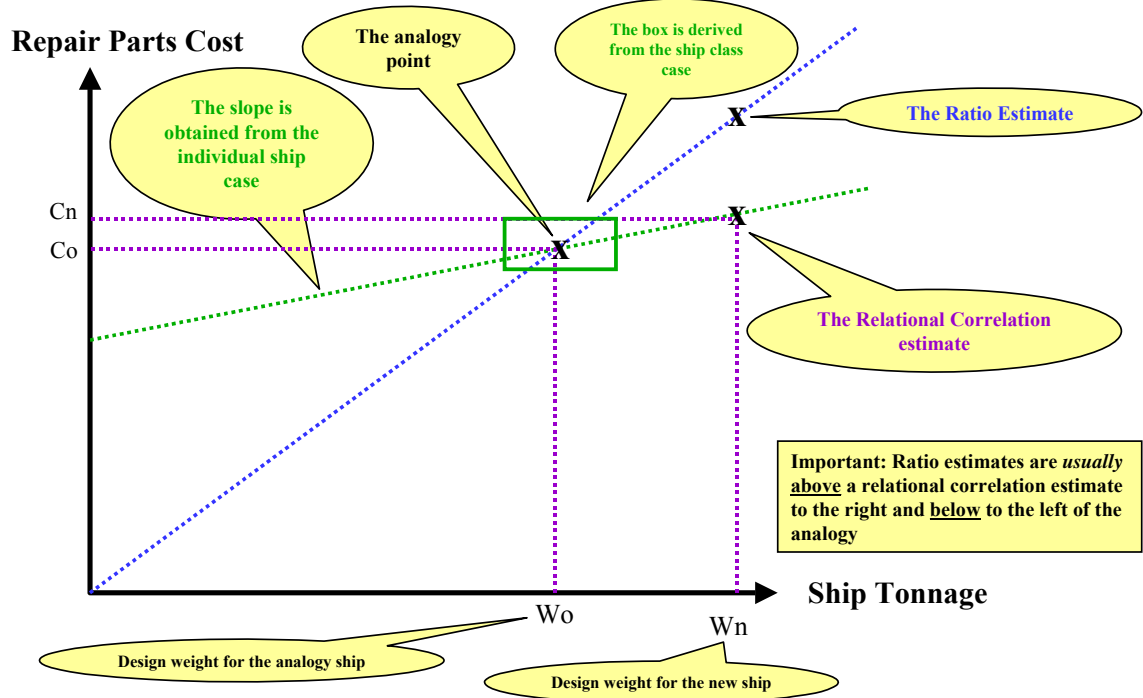 Repair Parts Cost
The analogy
point
The box is derived
from the ship class
case
The slope is
obtained from the
individual ship
case
The Ratio Estimate
Cn
Co
x
x
x
The Relational Correlation
estimate
Important: Ratio estimates are usually
above a relational correlation estimate
to the right and below to the left of the
analogy
Ship Tonnage
Wo
Wn
Design weight for the analogy ship
Design weight for the new ship